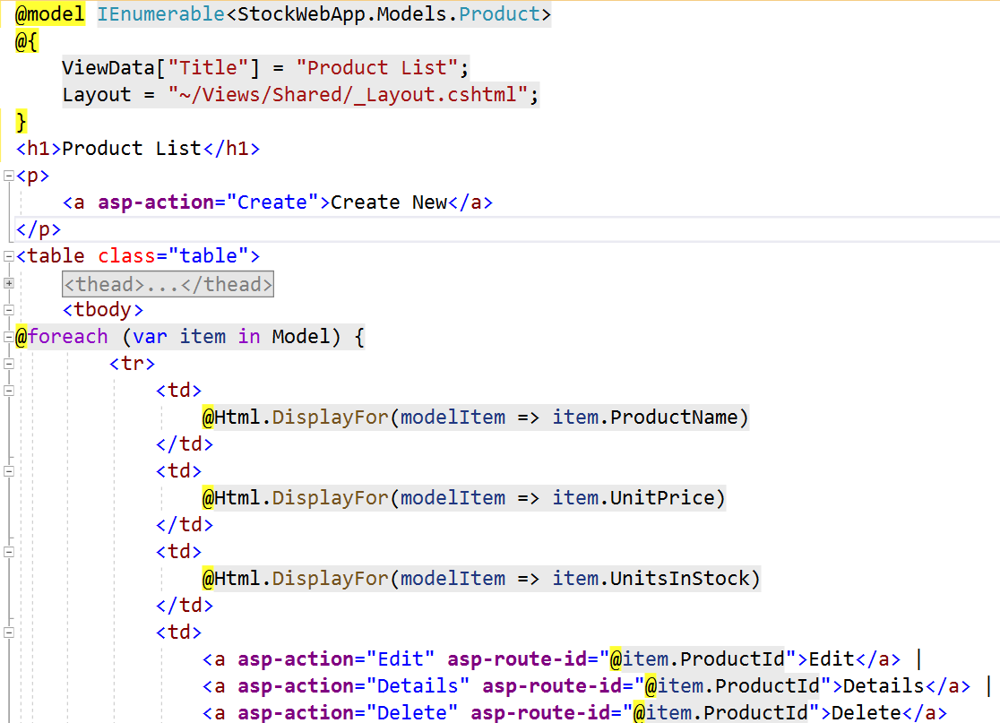 @model IEnumerable<StockWebApp.Models.Product>
@{
    ViewData["Title"] = "Product List";
    Layout = "~/Views/Shared/_Layout.cshtml";
}
<h1>Product List</h1>
<p>
    <a asp-action="Create">Create New</a>
</p>
<table class="table">
    <thead>...</thead>
    <tbody>
@foreach (var item in Model) {
        <tr>
            <td>
                @Html.DisplayFor(modelItem => item.ProductName)
            </td>
            <td>
                @Html.DisplayFor(modelItem => item.UnitPrice)
            </td>
            <td>
                @Html.DisplayFor(modelItem => item.UnitsInStock)
            </td>
            <td>
                <a asp-action="Edit" asp-route-id="@item.ProductId">Edit</a> |
                <a asp-action="Details" asp-route-id="@item.ProductId">Details</a> |
                <a asp-action="Delete" asp-route-id="@item.ProductId">Delete</a>